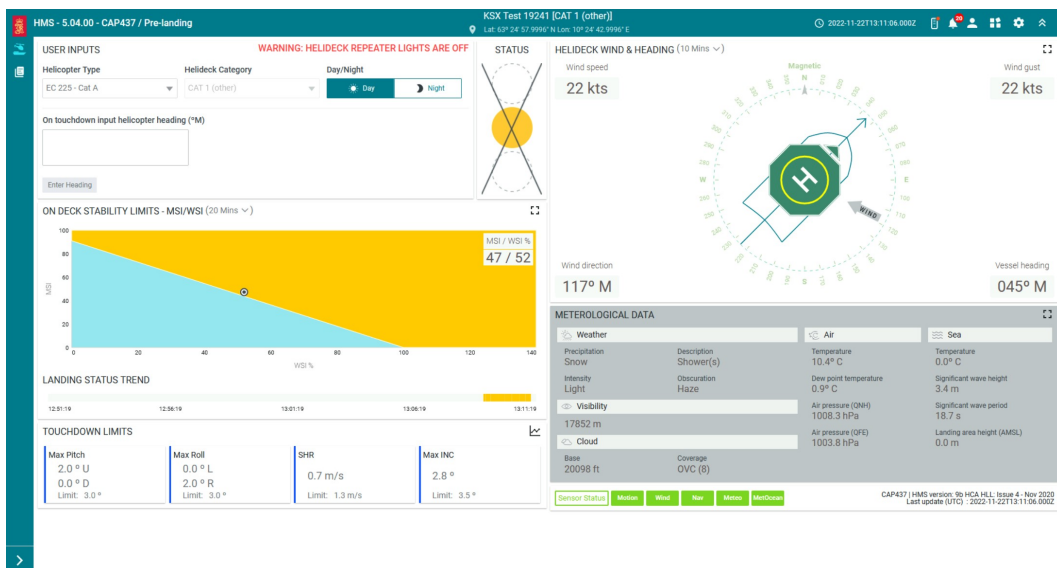 HMS - 5.04.00 - CAP437 / Pre-landing
KSX Test 19241 [CAT 1 (other)]
Lat: 63° 24' 57.9996" N Lon: 10° 24' 42.9996" E
2022-11-22T13:11:06.000Z
20
USER INPUTS
WARNING: HELIDECK REPEATER LIGHTS ARE OFF
Helicopter Type
Helideck Category
Day/Night
EC 225 - Cat A
CAT 1 (other)
Day
Night
On touchdown input helicopter heading (ºM)
Enter Heading
STATUS
ON DECK STABILITY LIMITS - MSI/WSI (20 Mins)
MSI / WSI %
47 / 52
100
80
60
40
20
0
MSI
0 20 40 60 80 100 120 140
WSI %
LANDING STATUS TREND
12:51:19 12:56:19 13:01:19 13:06:19 13:11:19
TOUCHDOWN LIMITS
Max Pitch
2.0 º U
0.0 º D
Limit: 3.0 º
Max Roll
0.0 º L
2.0 º R
Limit: 3.0 º
SHR
0.7 m/s
Limit: 1.3 m/s
Max INC
2.8 º
Limit: 3.5 º
HELIDECK WIND & HEADING (10 Mins)
Wind speed
22 kts
Magnetic
Wind gust
22 kts
N
E
S
W
H
WIND
Wind direction
117º M
Vessel heading
045º M
METEROLOGICAL DATA
Weather
Precipitation
Snow
Description
Shower(s)
Intensity
Light
Obscuration
Haze
Visibility
17852 m
Cloud
Base
20098 ft
Coverage
OVC (8)
Air
Temperature
10.4º C
Dew point temperature
0.9º C
Air pressure (QNH)
1008.3 hPa
Air pressure (QFE)
1003.8 hPa
Sea
Temperature
0.0º C
Significant wave height
3.4 m
Significant wave period
18.7 s
Landing area height (AMSL)
0.0 m
Sensor Status Motion Wind Nav Meteo MetOcean
CAP437 | HMS version: 9b HCA HLL; Issue 4 - Nov 2020
Last update (UTC) : 2022-11-22T13:11:06.000Z